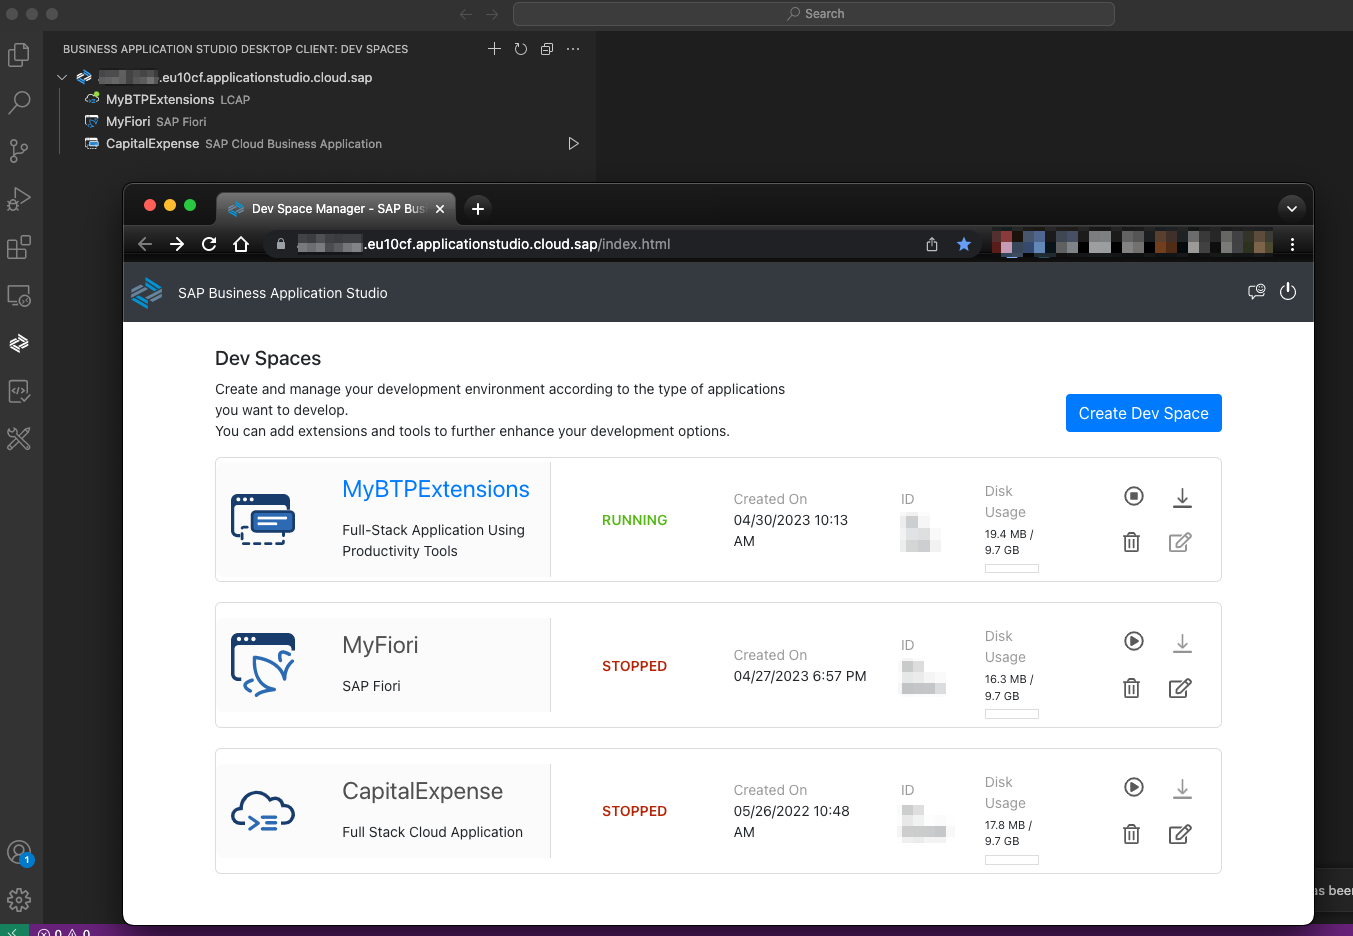 Search
BUSINESS APPLICATION STUDIO DESKTOP CLIENT: DEV SPACES
.eu10cf.applicationstudio.cloud.sap
MyBTPExtensions LCAP
MyFiori SAP Fiori
CapitalExpense SAP Cloud Business Application
Dev Space Manager - SAP Bus
.eu10cf.applicationstudio.cloud.sap/index.html
SAP Business Application Studio
Dev Spaces
Create and manage your development environment according to the type of applications
you want to develop.
You can add extensions and tools to further enhance your development options.
Create Dev Space
MyBTPExtensions
Full-Stack Application Using
Productivity Tools
RUNNING
Created On
04/30/2023 10:13
AM
ID
Disk
Usage
19.4 MB /
9.7 GB
MyFiori
SAP Fiori
STOPPED
Created On
04/27/2023 6:57 PM
ID
Disk
Usage
16.3 MB /
9.7 GB
CapitalExpense
Full Stack Cloud Application
STOPPED
Created On
05/26/2022 10:48
AM
ID
Disk
Usage
17.8 MB /
9.7 GB
1
0 0